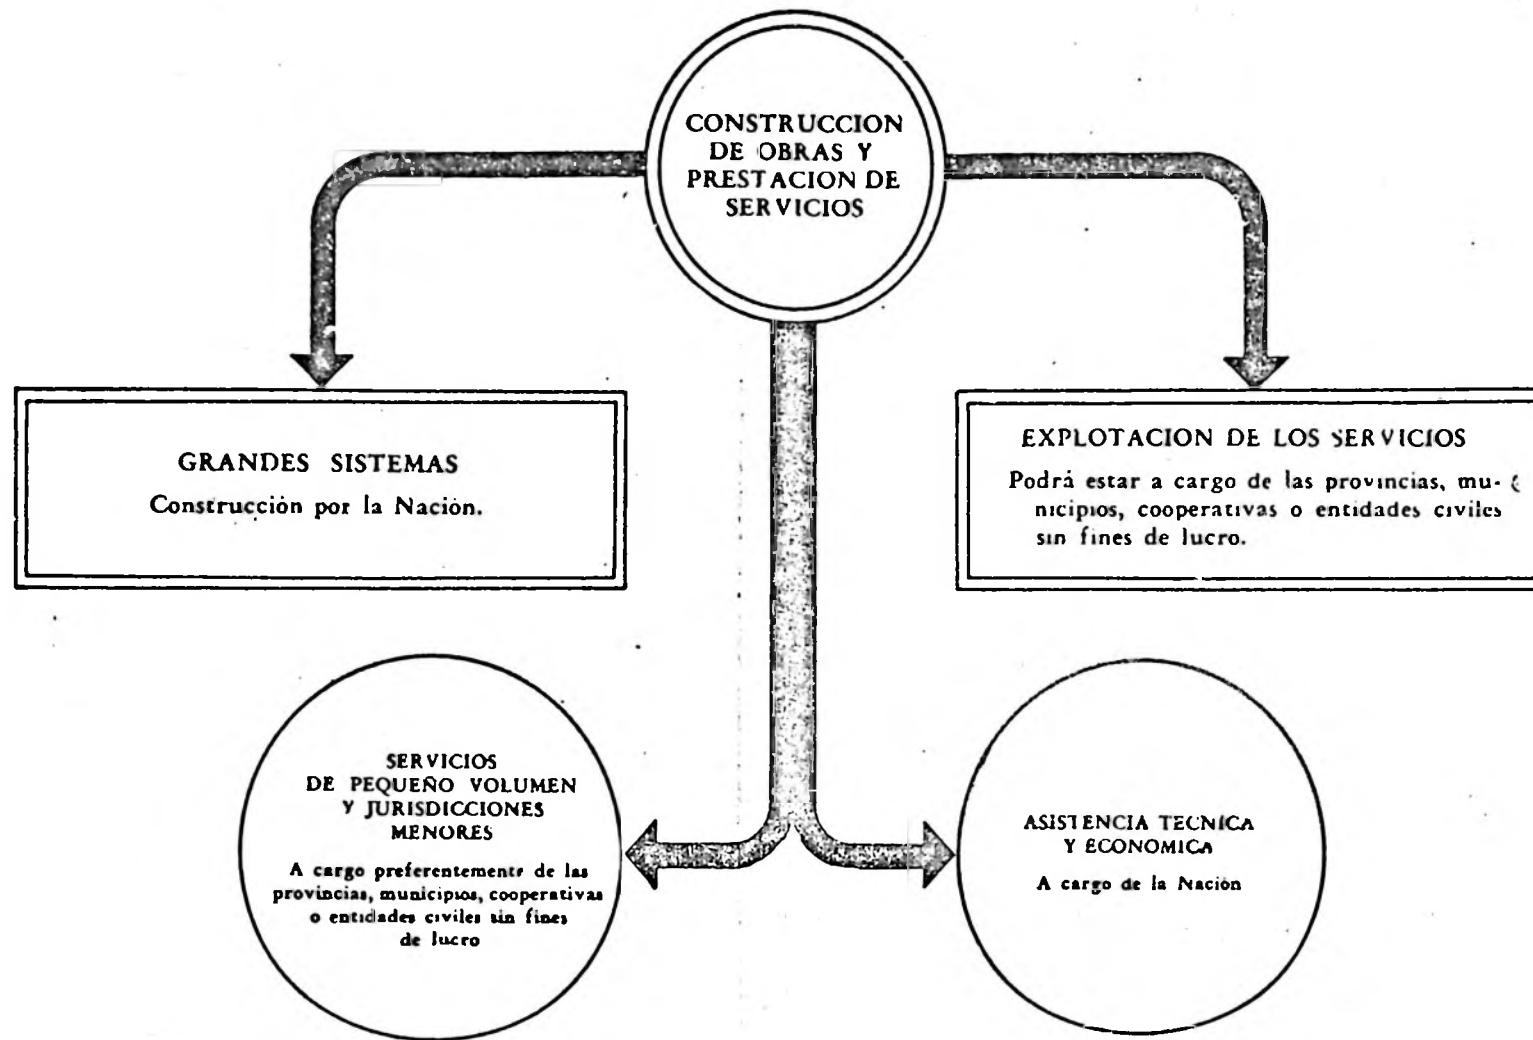 CONSTRUCCION
DE OBRAS Y
PRESTACION DE
SERVICIOS
GRANDES SISTEMAS
Construcción por la Nación.
EXPLOTACION DE LOS SERVICIOS
Podrá estar a cargo de las provincias, mu-
nicipios, cooperativas o entidades civiles
sin fines de lucro.
SERVICIOS
DE PEQUEÑO VOLUMEN
Y JURISDICCIONES
MENORES
A cargo preferentemente de las
provincias, municipios, cooperativas
o entidades civiles sin fines
de lucro
ASISTENCIA TECNICA
Y ECONOMICA
A cargo de la Nación